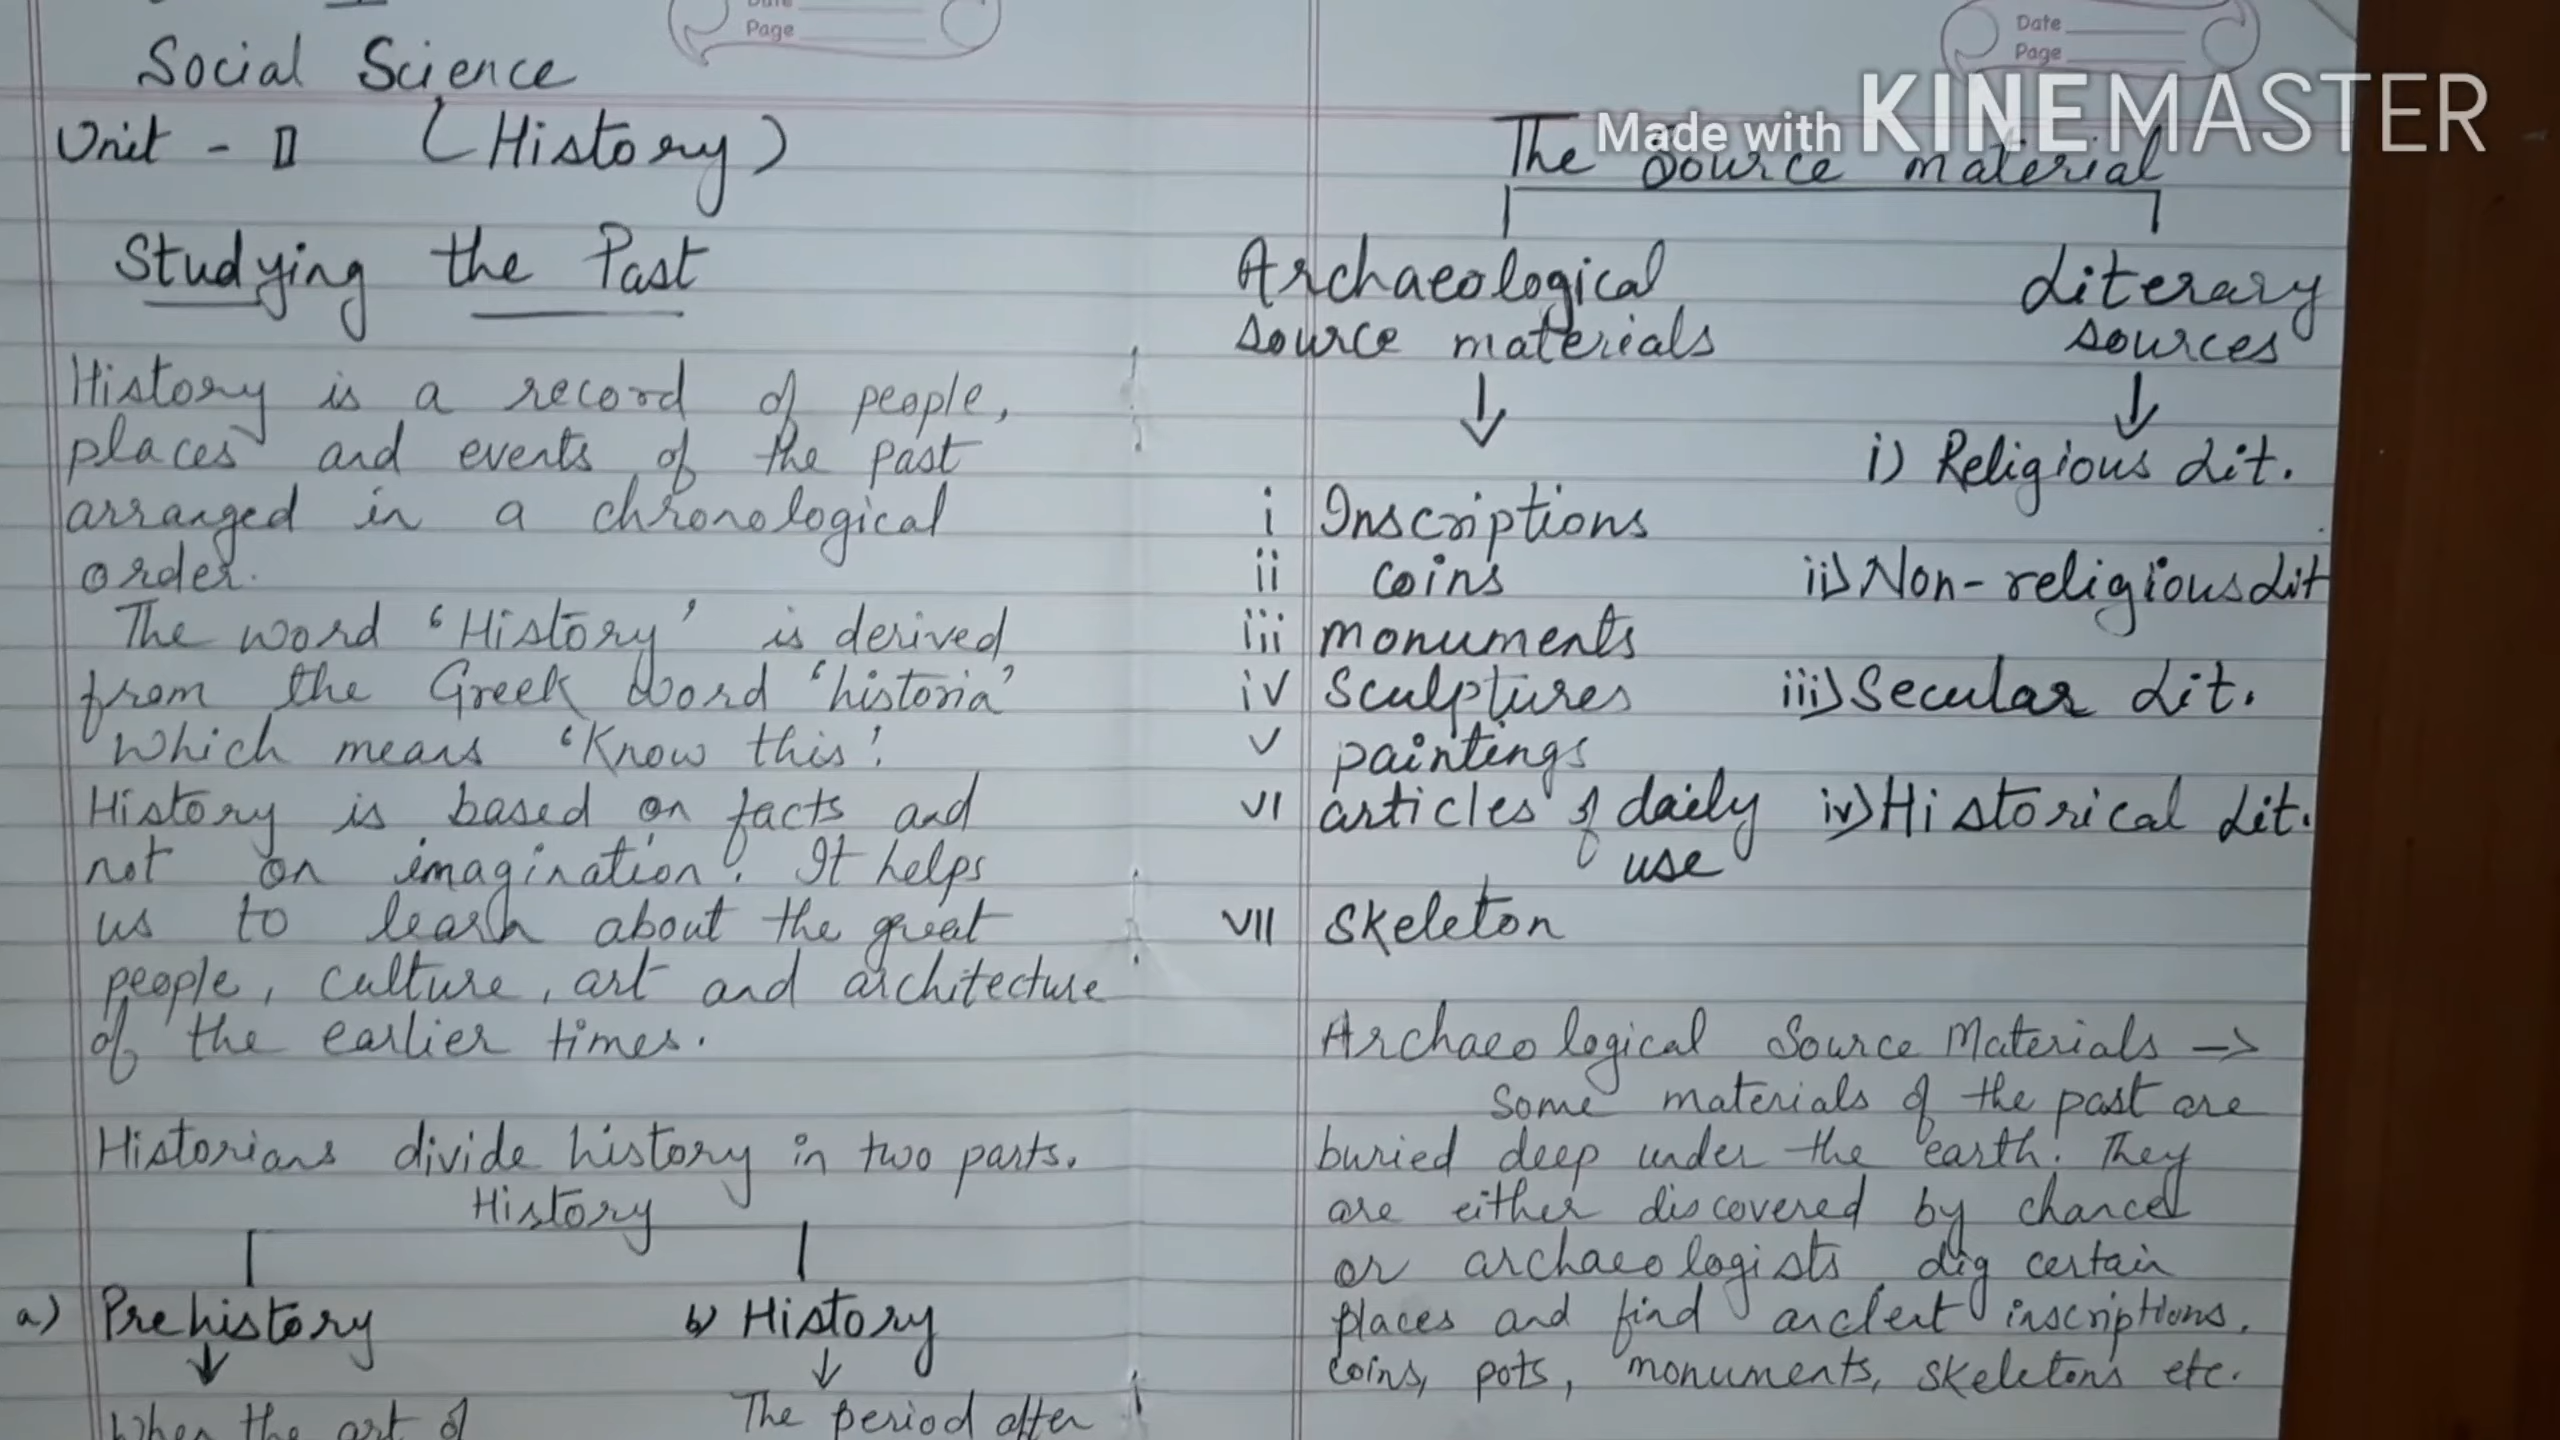 Date
Page
Social Science
Unit - II (History)
Studying the Past
History is a record of people,
places and events of the past
arranged in a chronological
order.
The word 'History' is derived
from the Greek word 'historia'
which means 'Know this'.
History is based on facts and
not on imagination. It helps
us to learn about the great
people, culture, art and architecture
of the earlier times.
Historians divide history in two parts.
History
a) Prehistory b) History
When the art of The period after
Date
Page
Made with KINEMASTER
The Source material
Archaeological Literary
source materials sources
i) Religious Lit.
i Inscriptions
ii coins ii) Non-religious Lit
iii monuments
iv Sculptures iii) Secular Lit.
v paintings
VI articles of daily iv) Historical Lit.
use
VII Skeleton
Archaeological Source Materials ->
Some materials of the past are
buried deep under the earth. They
are either discovered by chance
or archaeologists dig certain
places and find ancient inscriptions,
coins, pots, monuments, skeletons etc.